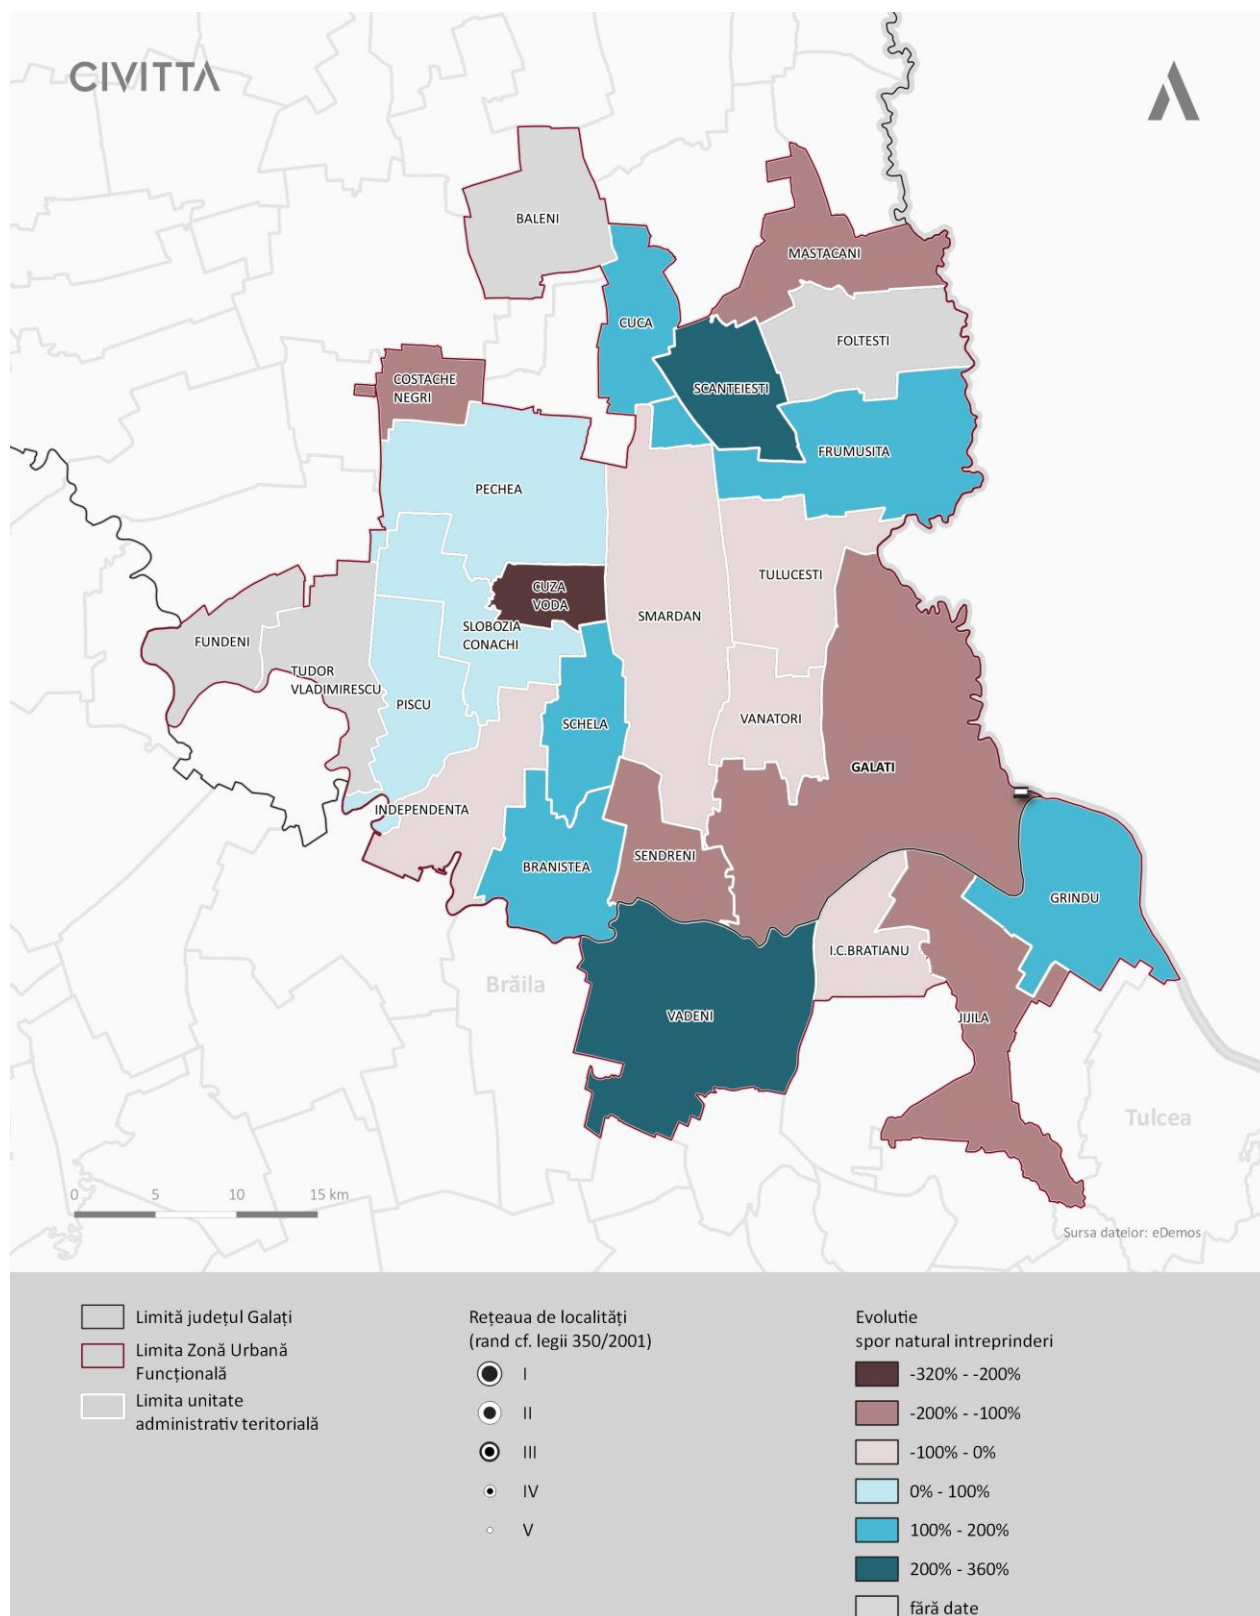 CIVITTA
BALENI
MASTACANI
CUCA
FOLTESTI
COSTACHE
NEGRI
SCANTEIESTI
FRUMUSITA
PECHEA
TULUCESTI
CUZA
VODA
SMARDAN
SLOBOZIA
CONACHI
FUNDENI
TUDOR
VLADIMIRESCU
PISCU
SCHELA
VANATORI
GALATI
INDEPENDENTA
SENDRENI
BRANISTEA
GRINDU
I.C.BRATIANU
Brăila
VADENI
JIJILA
Tulcea
0 5 10 15 km
Sursa datelor: eDemos
Limită județul Galați
Limita Zonă Urbană
Funcțională
Limita unitate
administrativ teritorială
Rețeaua de localități
(rand cf. legii 350/2001)
I
II
III
IV
V
Evolutie
spor natural intreprinderi
-320% - -200%
-200% - -100%
-100% - 0%
0% - 100%
100% - 200%
200% - 360%
fără date